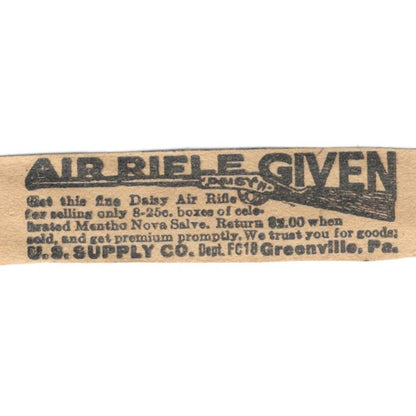 AIR RIFLE GIVEN
"DAISY"
Get this fine Daisy Air Rifle
for selling only 8-25c. boxes of cele-
brated Mentho Nova Salve. Return $2.00 when
sold, and get premium promptly. We trust you for goods.
U.S. SUPPLY CO. Dept. FC18 Greenville, Pa.